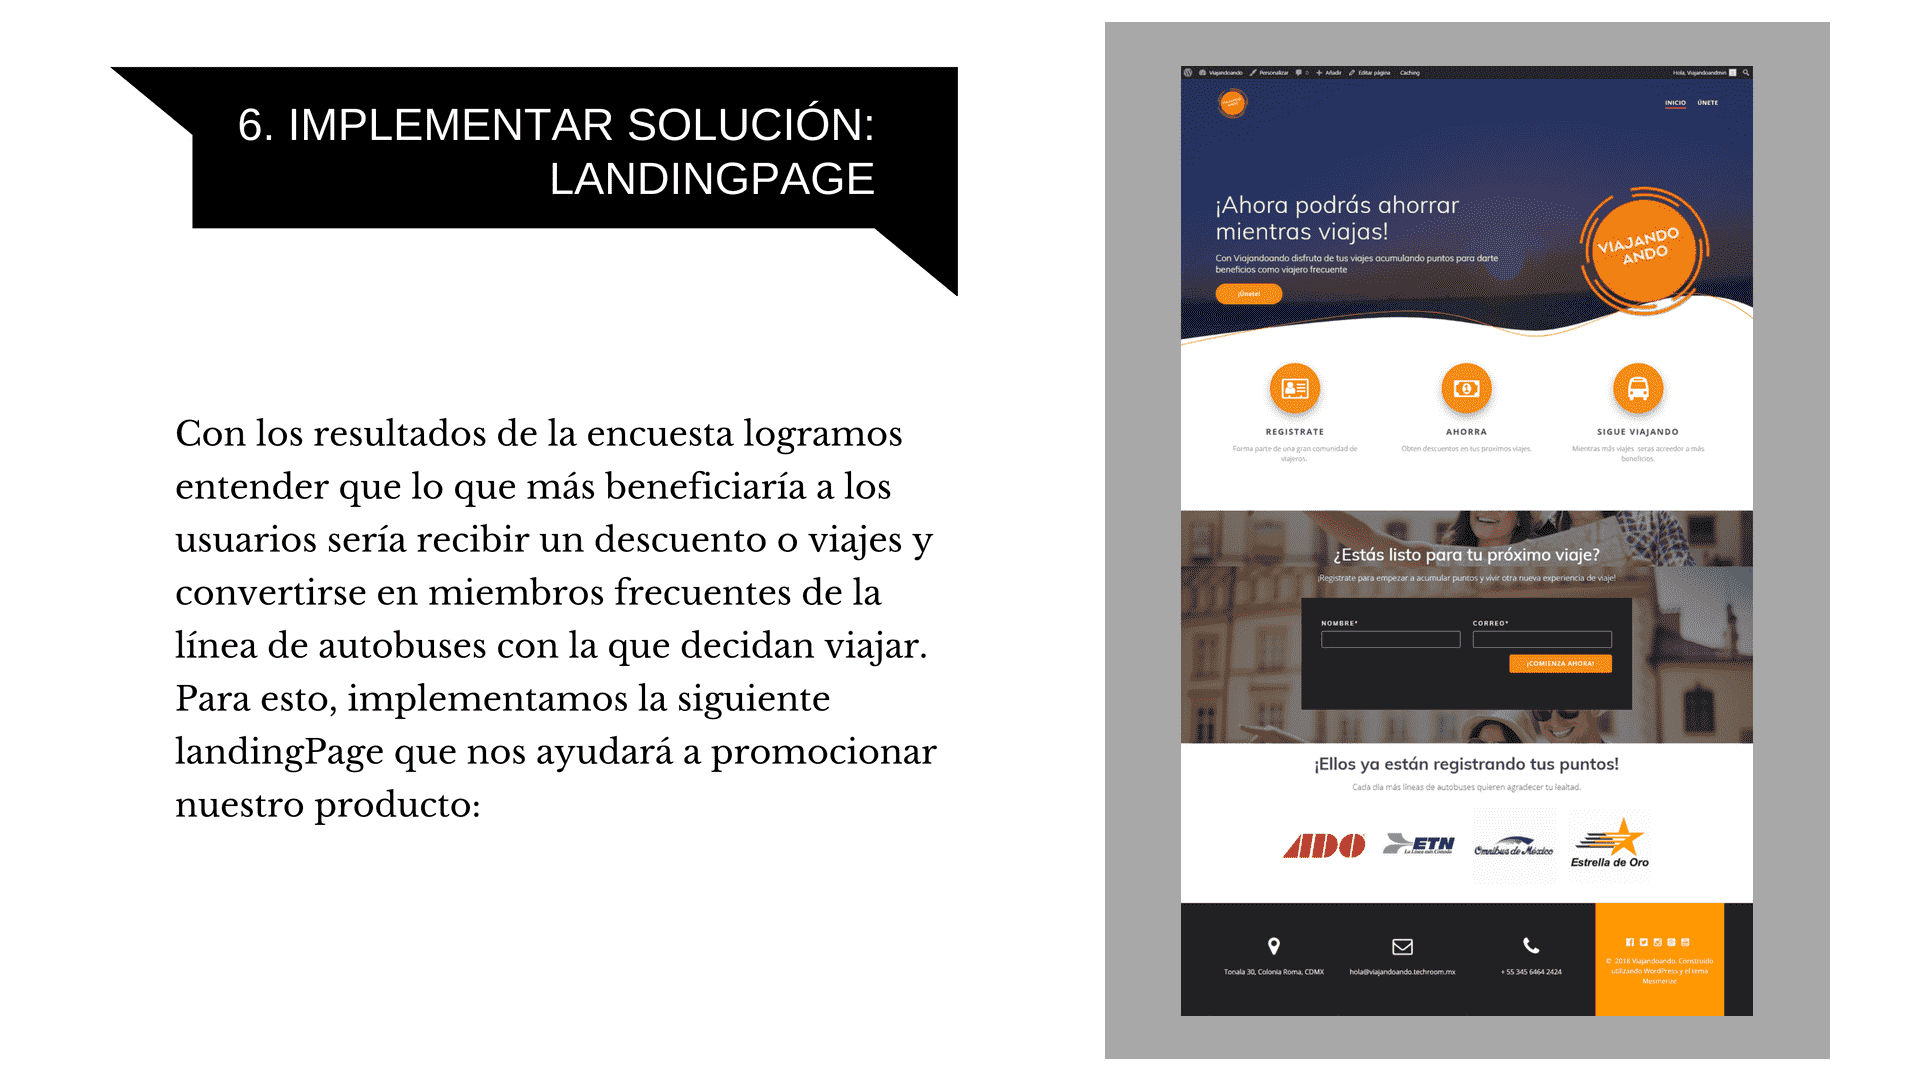 6. IMPLEMENTAR SOLUCIÓN:
LANDINGPAGE
Con los resultados de la encuesta logramos
entender que lo que más beneficiaría a los
usuarios sería recibir un descuento o viajes y
convertirse en miembros frecuentes de la
línea de autobuses con la que decidan viajar.
Para esto, implementamos la siguiente
landingPage que nos ayudará a promocionar
nuestro producto:
Viajandoando Personalizar 0 Añadir Editar página Caching Hola, Viajandoandmin
VIAJANDO
ANDO
INICIO ÚNETE
¡Ahora podrás ahorrar
mientras viajas!
Con Viajandoando disfruta de tus viajes acumulando puntos para darte
beneficios como viajero frecuente
¡Únete!
VIAJANDO
ANDO
REGISTRATE
Forma parte de una gran comunidad de
viajeros.
AHORRA
Obten descuentos en tus proximos viajes.
SIGUE VIAJANDO
Mientras más viajes seras acreedor a más
beneficios.
¿Estás listo para tu próximo viaje?
¡Registrate para empezar a acumular puntos y vivir otra nueva experiencia de viaje!
NOMBRE* CORREO*
¡COMIENZA AHORA!
¡Ellos ya están registrando tus puntos!
Cada día más líneas de autobuses quieren agradecer tu lealtad.
ADO
ETN
La Línea más Cómoda
Omnibus de México
Estrella de Oro
Tonala 30, Colonia Roma, CDMX
hola@viajandoando.techroom.mx
+ 55 345 6464 2424
© 2018 Viajandoando. Construido
utilizando WordPress y el tema
Mesmerize